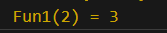 Fun1(2) = 3